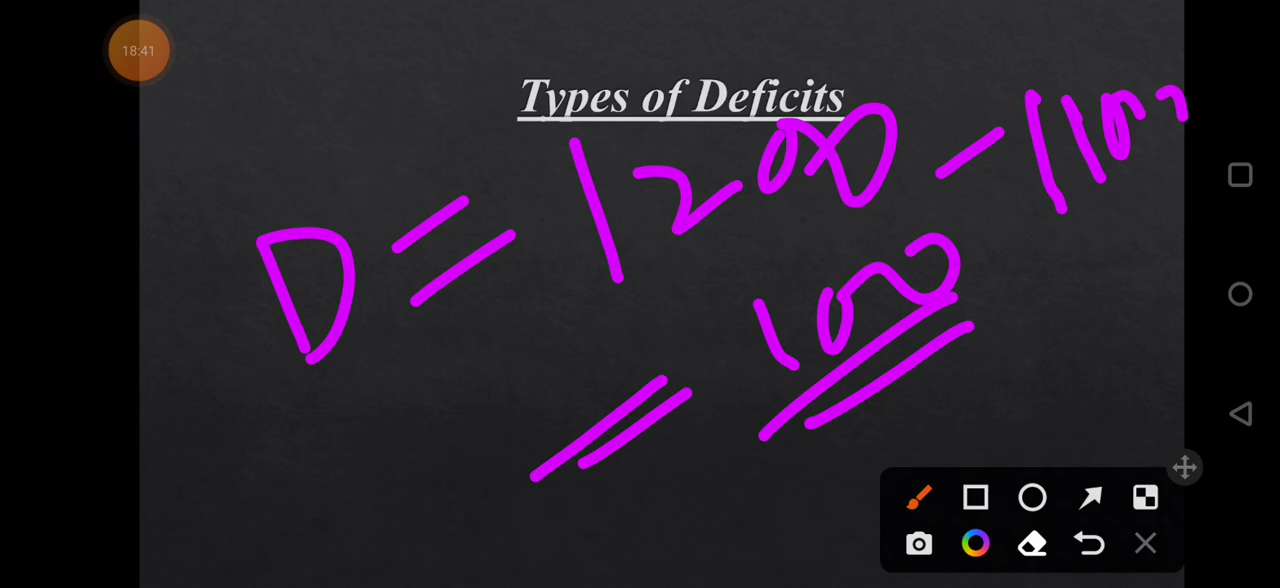 18:41
Types of Deficits
D = 1200 - 1100
= 100